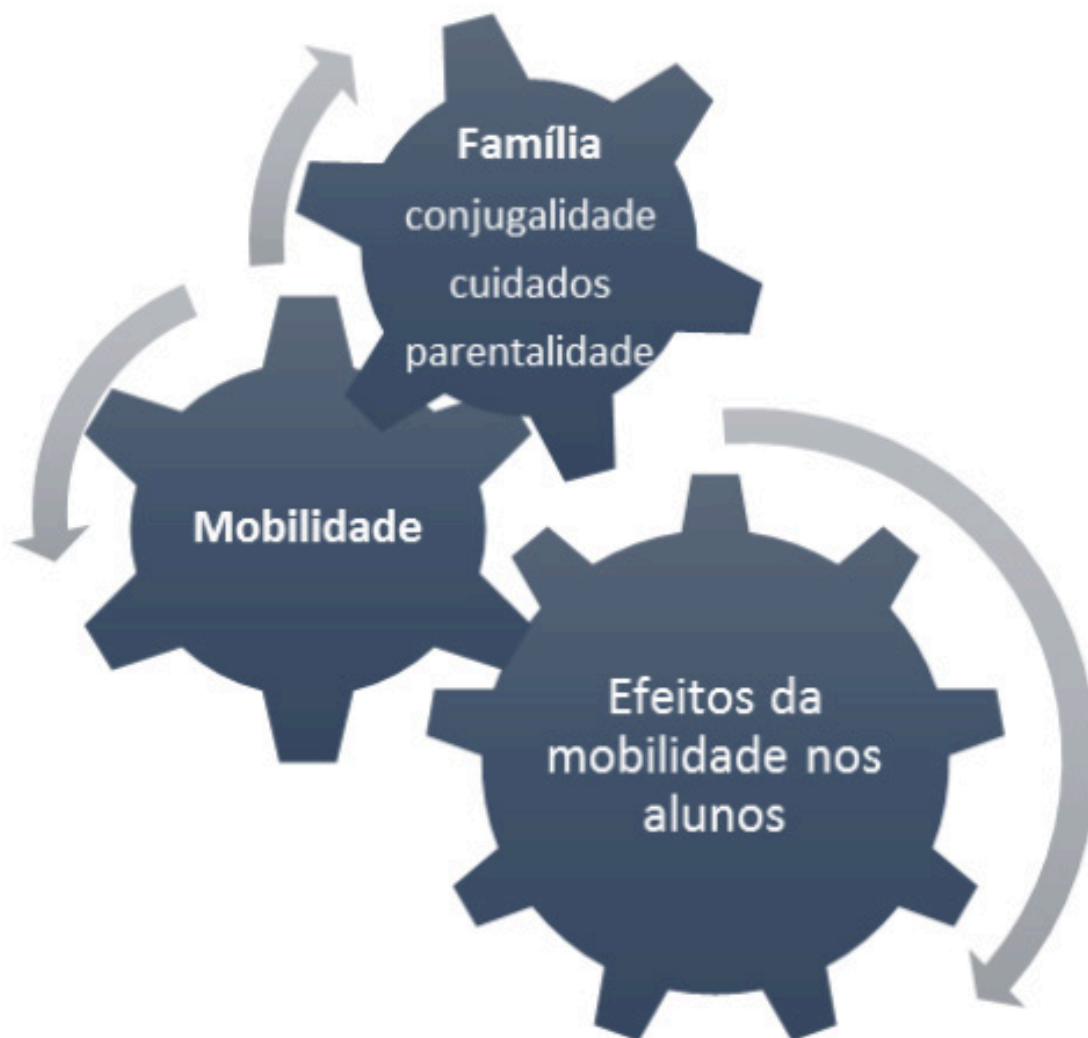 Família
conjugalidade
cuidados
parentalidade
Mobilidade
Efeitos da
mobilidade nos
alunos